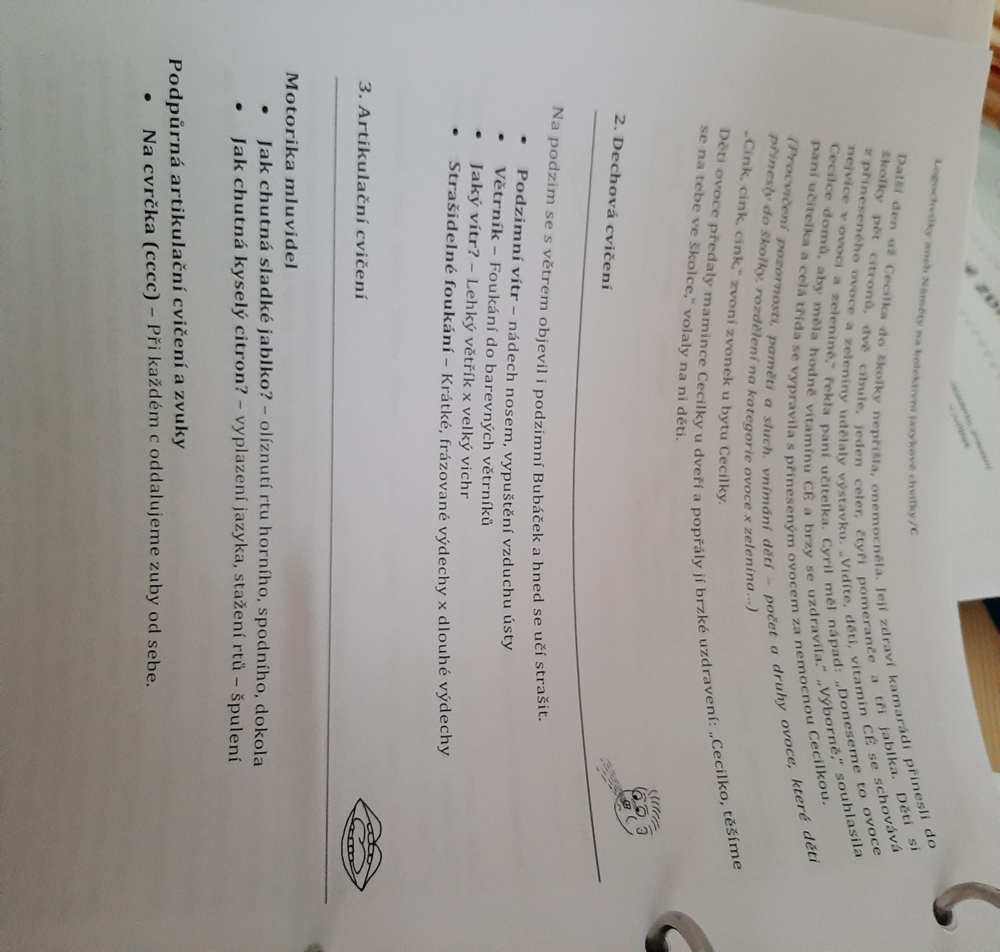 Logochvilky aneb Náměty na kolektivní jazykové chvilky/C
Další den už Cecilka do školky nepřišla, onemocněla. Její zdraví kamarádi přinesli do
školky pět citronů, dvě cibule, jeden celer, čtyři pomeranče a tři jablka. Děti si
z přineseného ovoce a zeleniny udělaly výstavku. „Vidíte, děti, vitamín CÉ se schovává
nejvíce v ovoci a zelenině,“ řekla paní učitelka. Cyril měl nápad: „Doneseme to ovoce
Cecilce domů, aby měla hodně vitamínu CÉ a brzy se uzdravila.“ „Výborně,“ souhlasila
paní učitelka a celá třída se vypravila s přineseným ovocem za nemocnou Cecilkou.
(Procvičení pozornosti, paměti a sluch. vnímání dětí – počet a druhy ovoce, které děti
přinesly do školky, rozdělení na kategorie ovoce x zelenina...)
„Cink, cink, cink, cink,“ zvoní zvonek u bytu Cecilky.
Děti ovoce předaly mamince Cecilky u dveří a popřály jí brzké uzdravení: „Cecilko, těšíme
se na tebe ve školce,“ volaly na ni děti.
2. Dechová cvičení
Na podzim se s větrem objevil i podzimní Bubáček a hned se učí strašit.
• Podzimní vítr – nádech nosem, vypuštění vzduchu ústy
• Větrník – Foukání do barevných větrníků
• Jaký vítr? – Lehký větřík x velký vichr
• Strašidelné foukání – Krátké, frázované výdechy x dlouhé výdechy
3. Artikulační cvičení
Motorika mluvidel
• Jak chutná sladké jablko? – olíznutí rtu horního, spodního, dokola
• Jak chutná kyselý citron? – vyplazení jazyka, stažení rtů – špulení
Podpůrná artikulační cvičení a zvuky
• Na cvrčka (cccc) – Při každém c oddalujeme zuby od sebe.